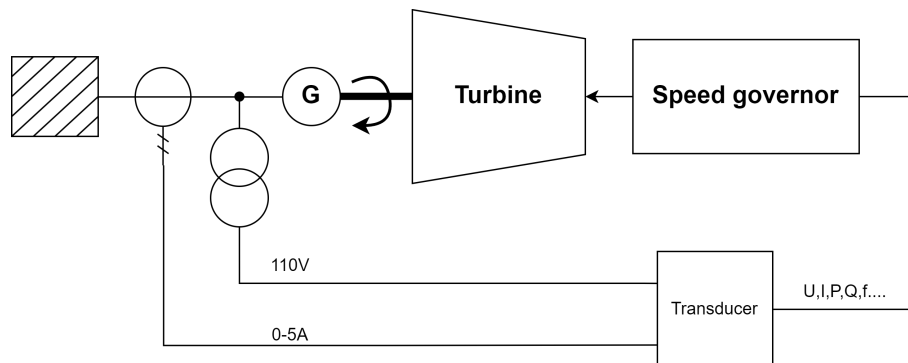 G
Turbine
Speed governor
110V
Transducer
U,I,P,Q,f....
0-5A